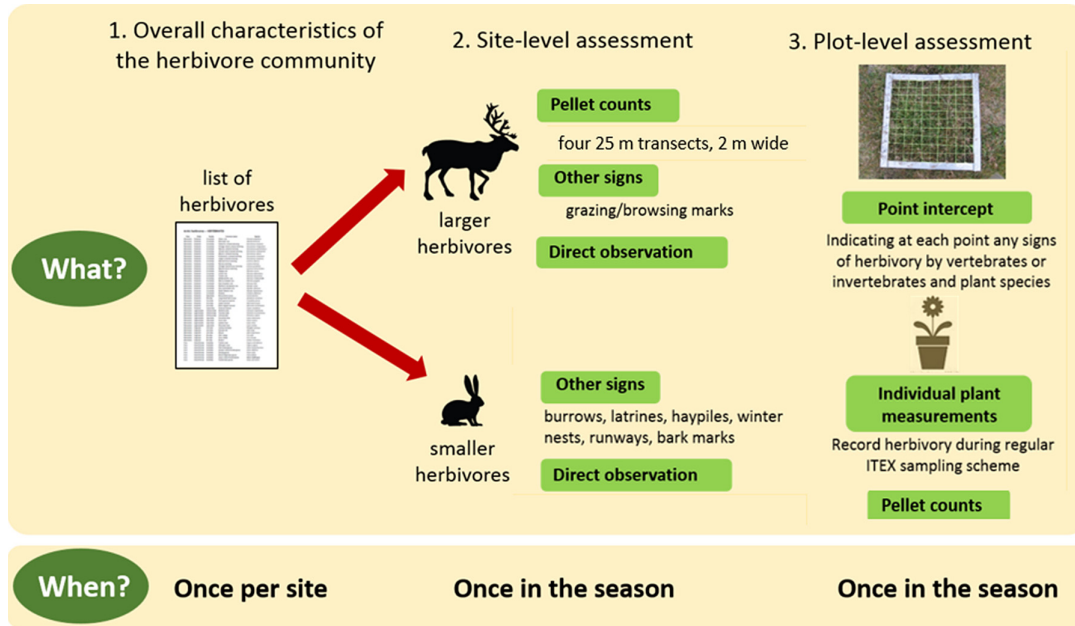 1. Overall characteristics of
the herbivore community
2. Site-level assessment
3. Plot-level assessment
What?
list of
herbivores
larger
herbivores
Pellet counts
four 25 m transects, 2 m wide
Other signs
grazing/browsing marks
Direct observation
smaller
herbivores
Other signs
burrows, latrines, haypiles, winter
nests, runways, bark marks
Direct observation
Point intercept
Indicating at each point any signs
of herbivory by vertebrates or
invertebrates and plant species
Individual plant
measurements
Record herbivory during regular
ITEX sampling scheme
Pellet counts
When?
Once per site
Once in the season
Once in the season